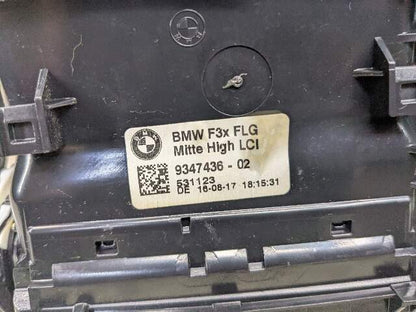 BMW F3x FLG
Mitte High LCI
9347436 - 02
531123
DE 16-08-17 18:15:31